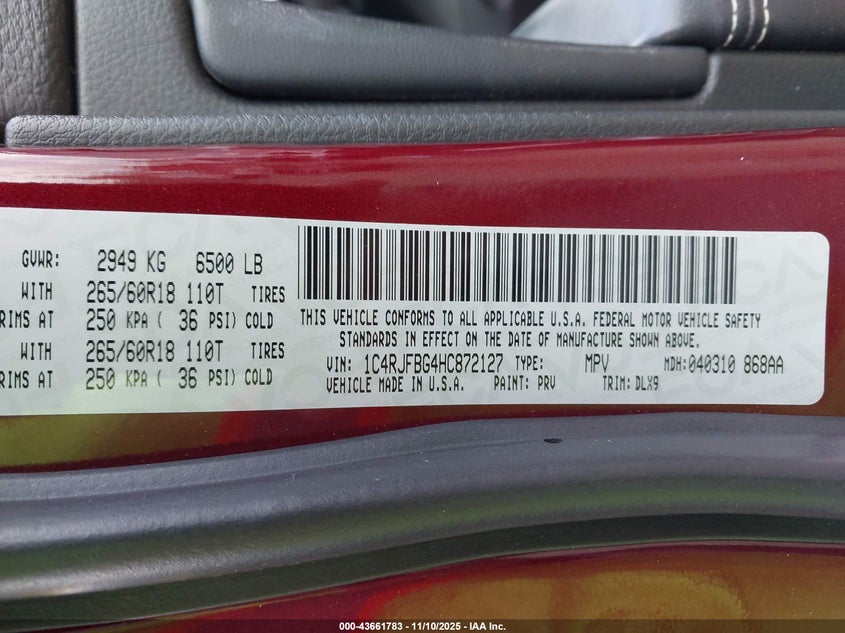 GVWR: 2949 KG 6500 LB
WITH 265/60R18 110T TIRES
RIMS AT 250 KPA ( 36 PSI) COLD
WITH 265/60R18 110T TIRES
RIMS AT 250 KPA ( 36 PSI) COLD
THIS VEHICLE CONFORMS TO ALL APPLICABLE U.S.A. FEDERAL MOTOR VEHICLE SAFETY
STANDARDS IN EFFECT ON THE DATE OF MANUFACTURE SHOWN ABOVE.
VIN: 1C4RJFBG4HC872127 TYPE: MPV MDH:040310 868AA
VEHICLE MADE IN U.S.A. PAINT: PRV TRIM: DLX9
000-43661783 - 11/10/2025 - IAA Inc.